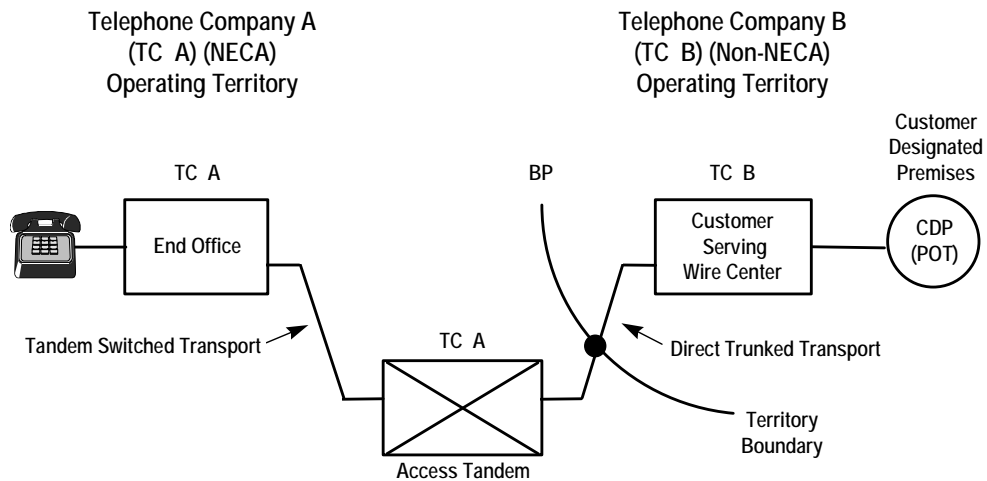 Telephone Company A
(TC A) (NECA)
Operating Territory
Telephone Company B
(TC B) (Non-NECA)
Operating Territory
Customer
Designated
Premises
TC A
BP
TC B
End Office
Customer
Serving
Wire Center
CDP
(POT)
Tandem Switched Transport
TC A
Direct Trunked Transport
Territory
Boundary
Access Tandem